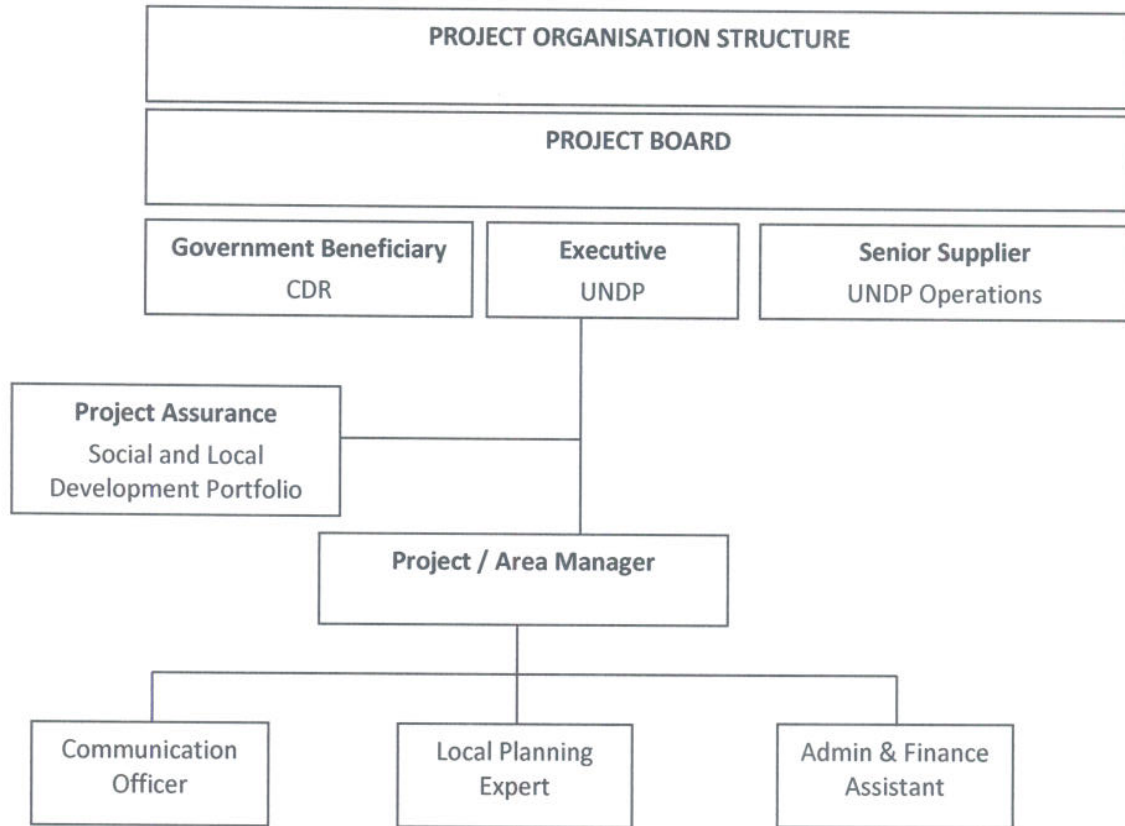 PROJECT ORGANISATION STRUCTURE
PROJECT BOARD
Government Beneficiary
CDR
Executive
UNDP
Senior Supplier
UNDP Operations
Project Assurance
Social and Local
Development Portfolio
Project / Area Manager
Communication
Officer
Local Planning
Expert
Admin & Finance
Assistant